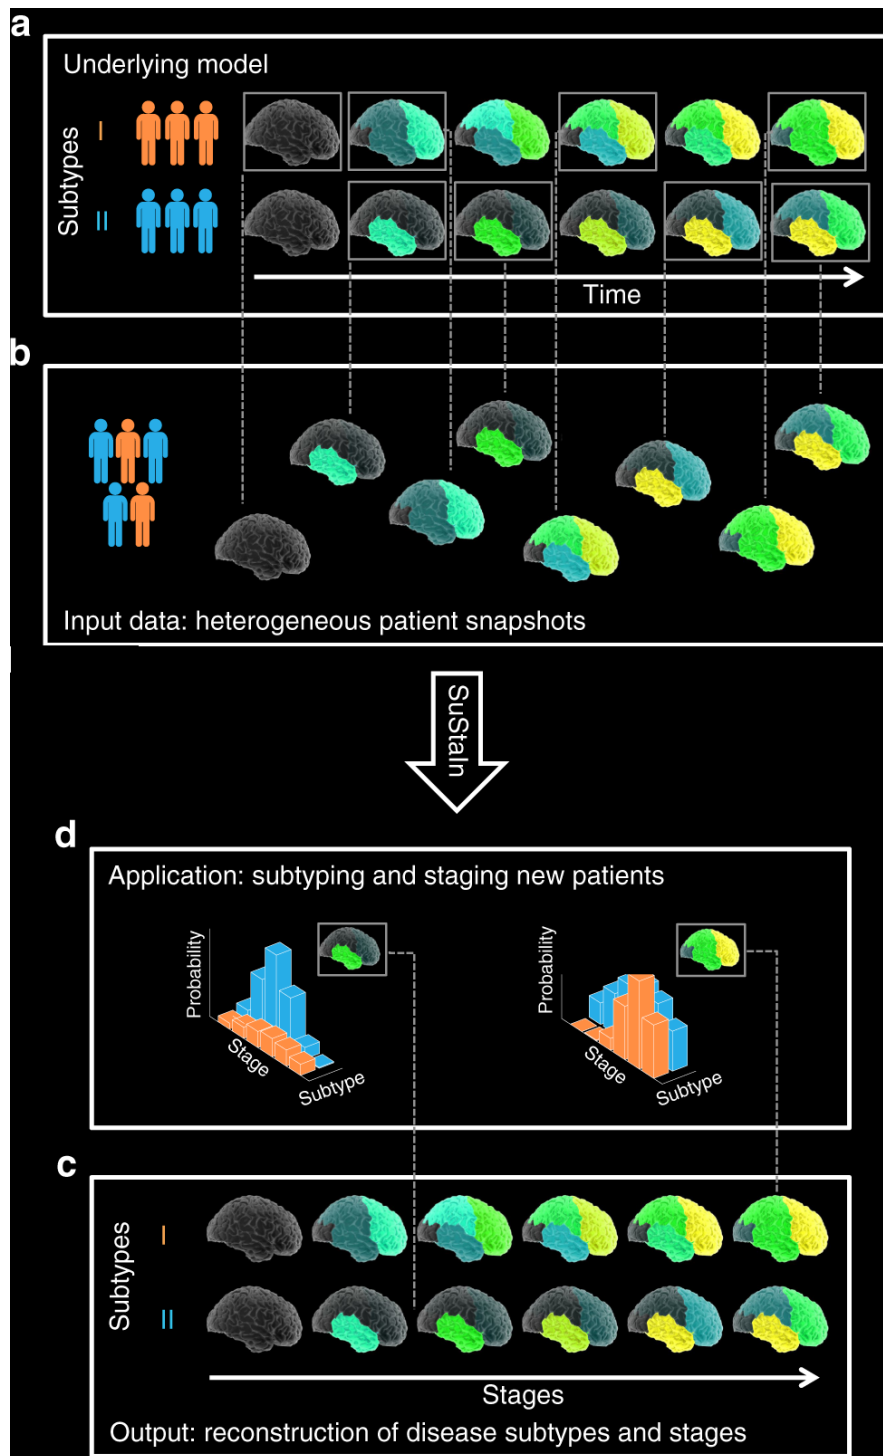 a
Underlying model
Subtypes
I
II
Time
b
Input data: heterogeneous patient snapshots
SuStaIn
d
Application: subtyping and staging new patients
Probability
Stage
Subtype
Probability
Stage
Subtype
c
Subtypes
I
II
Stages
Output: reconstruction of disease subtypes and stages